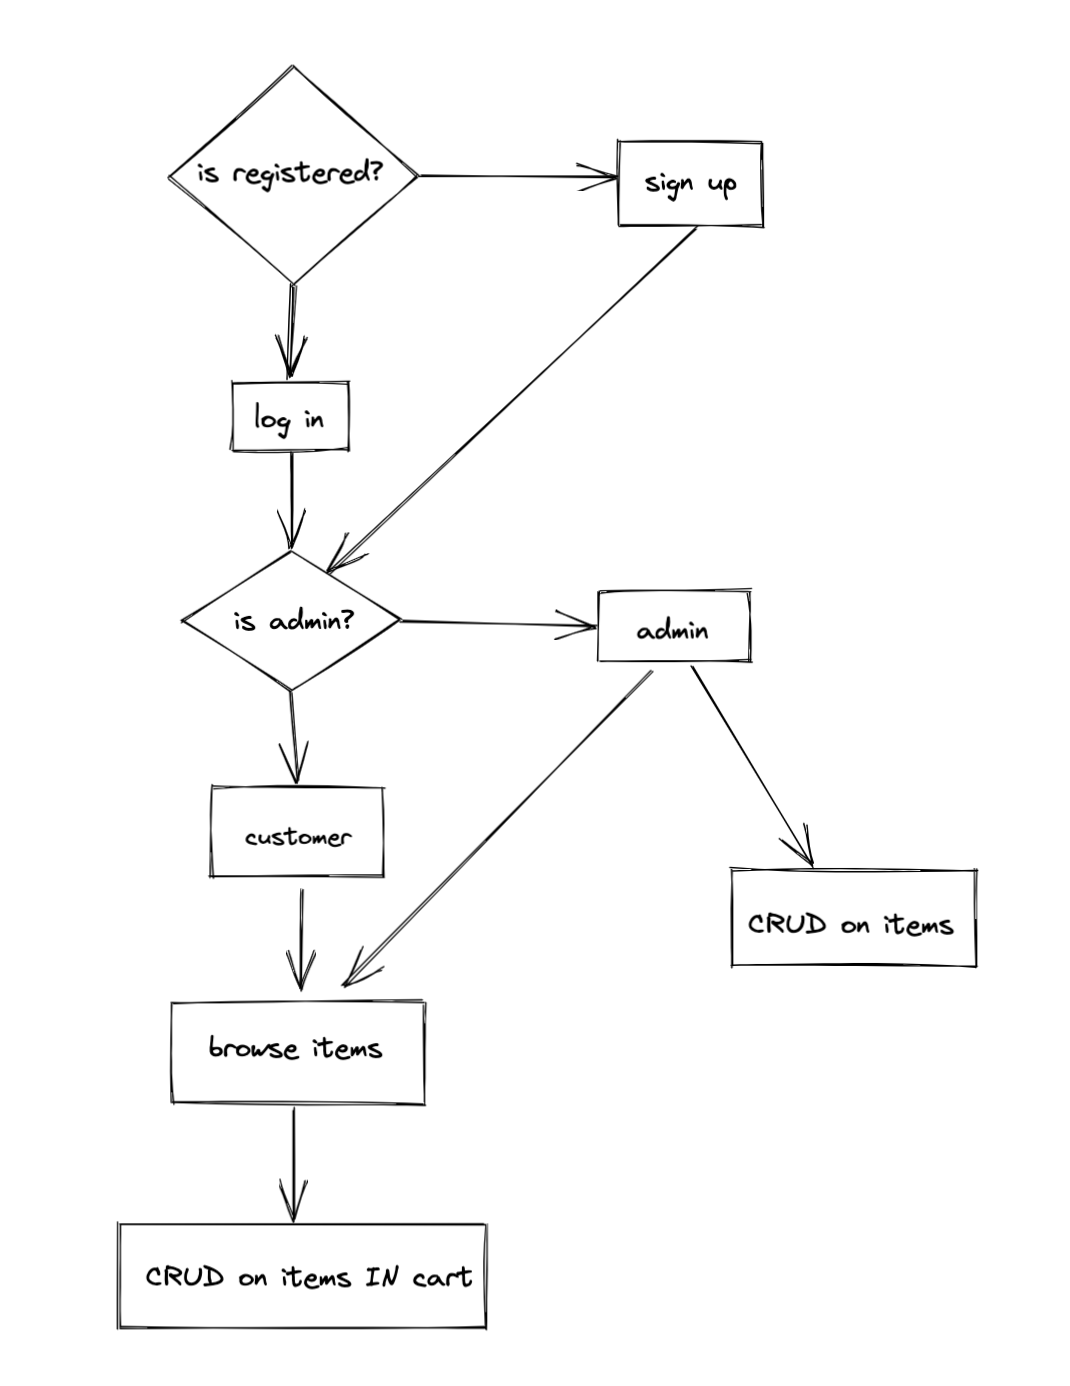 is registered?
sign up
log in
is admin?
admin
customer
CRUD on items
browse items
CRUD on items IN cart